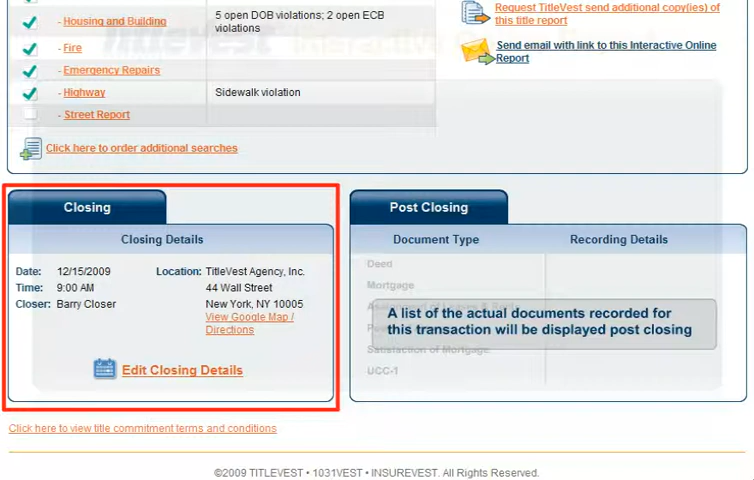 - Housing and Building
5 open DOB violations; 2 open ECB
violations
- Fire
- Emergency Repairs
- Highway
Sidewalk violation
- Street Report
Click here to order additional searches
Request TitleVest send additional copy(ies) of
this title report
Send email with link to this Interactive Online
Report
Closing
Closing Details
Date: 12/15/2009
Time: 9:00 AM
Closer: Barry Closer
Location: TitleVest Agency, Inc.
44 Wall Street
New York, NY 10005
View Google Map /
Directions
Edit Closing Details
Post Closing
Document Type Recording Details
Deed
Mortgage
A list of the actual documents recorded for
this transaction will be displayed post closing
Satisfaction of Mortgage
UCC-1
Click here to view title commitment terms and conditions
©2009 TITLEVEST • 1031VEST • INSUREVEST. All Rights Reserved.